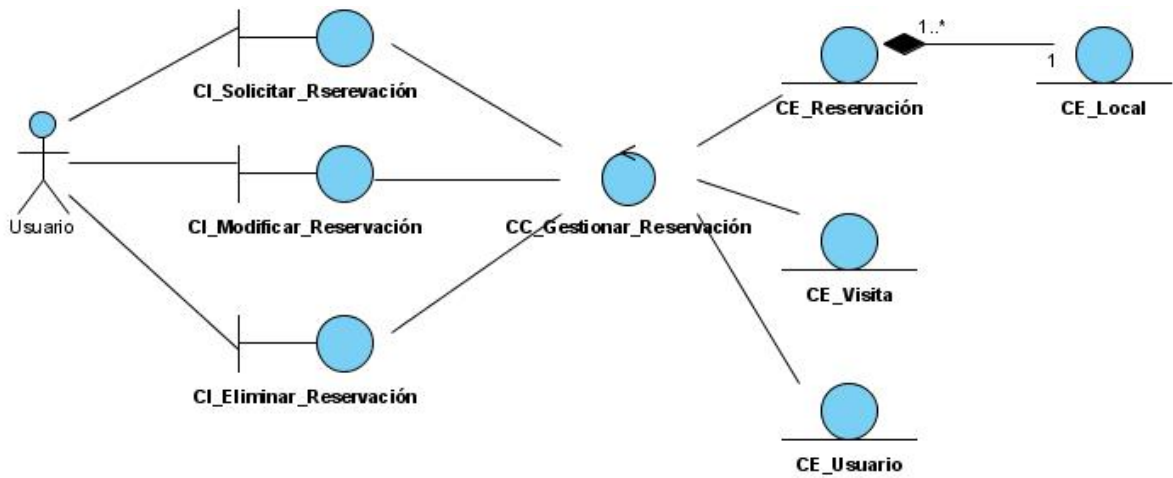 1..*
1
CI_Solicitar_Rserevación
CE_Reservación
CE_Local
Usuario
CI_Modificar_Reservación
CC_Gestionar_Reservación
CE_Visita
CI_Eliminar_Reservación
CE_Usuario